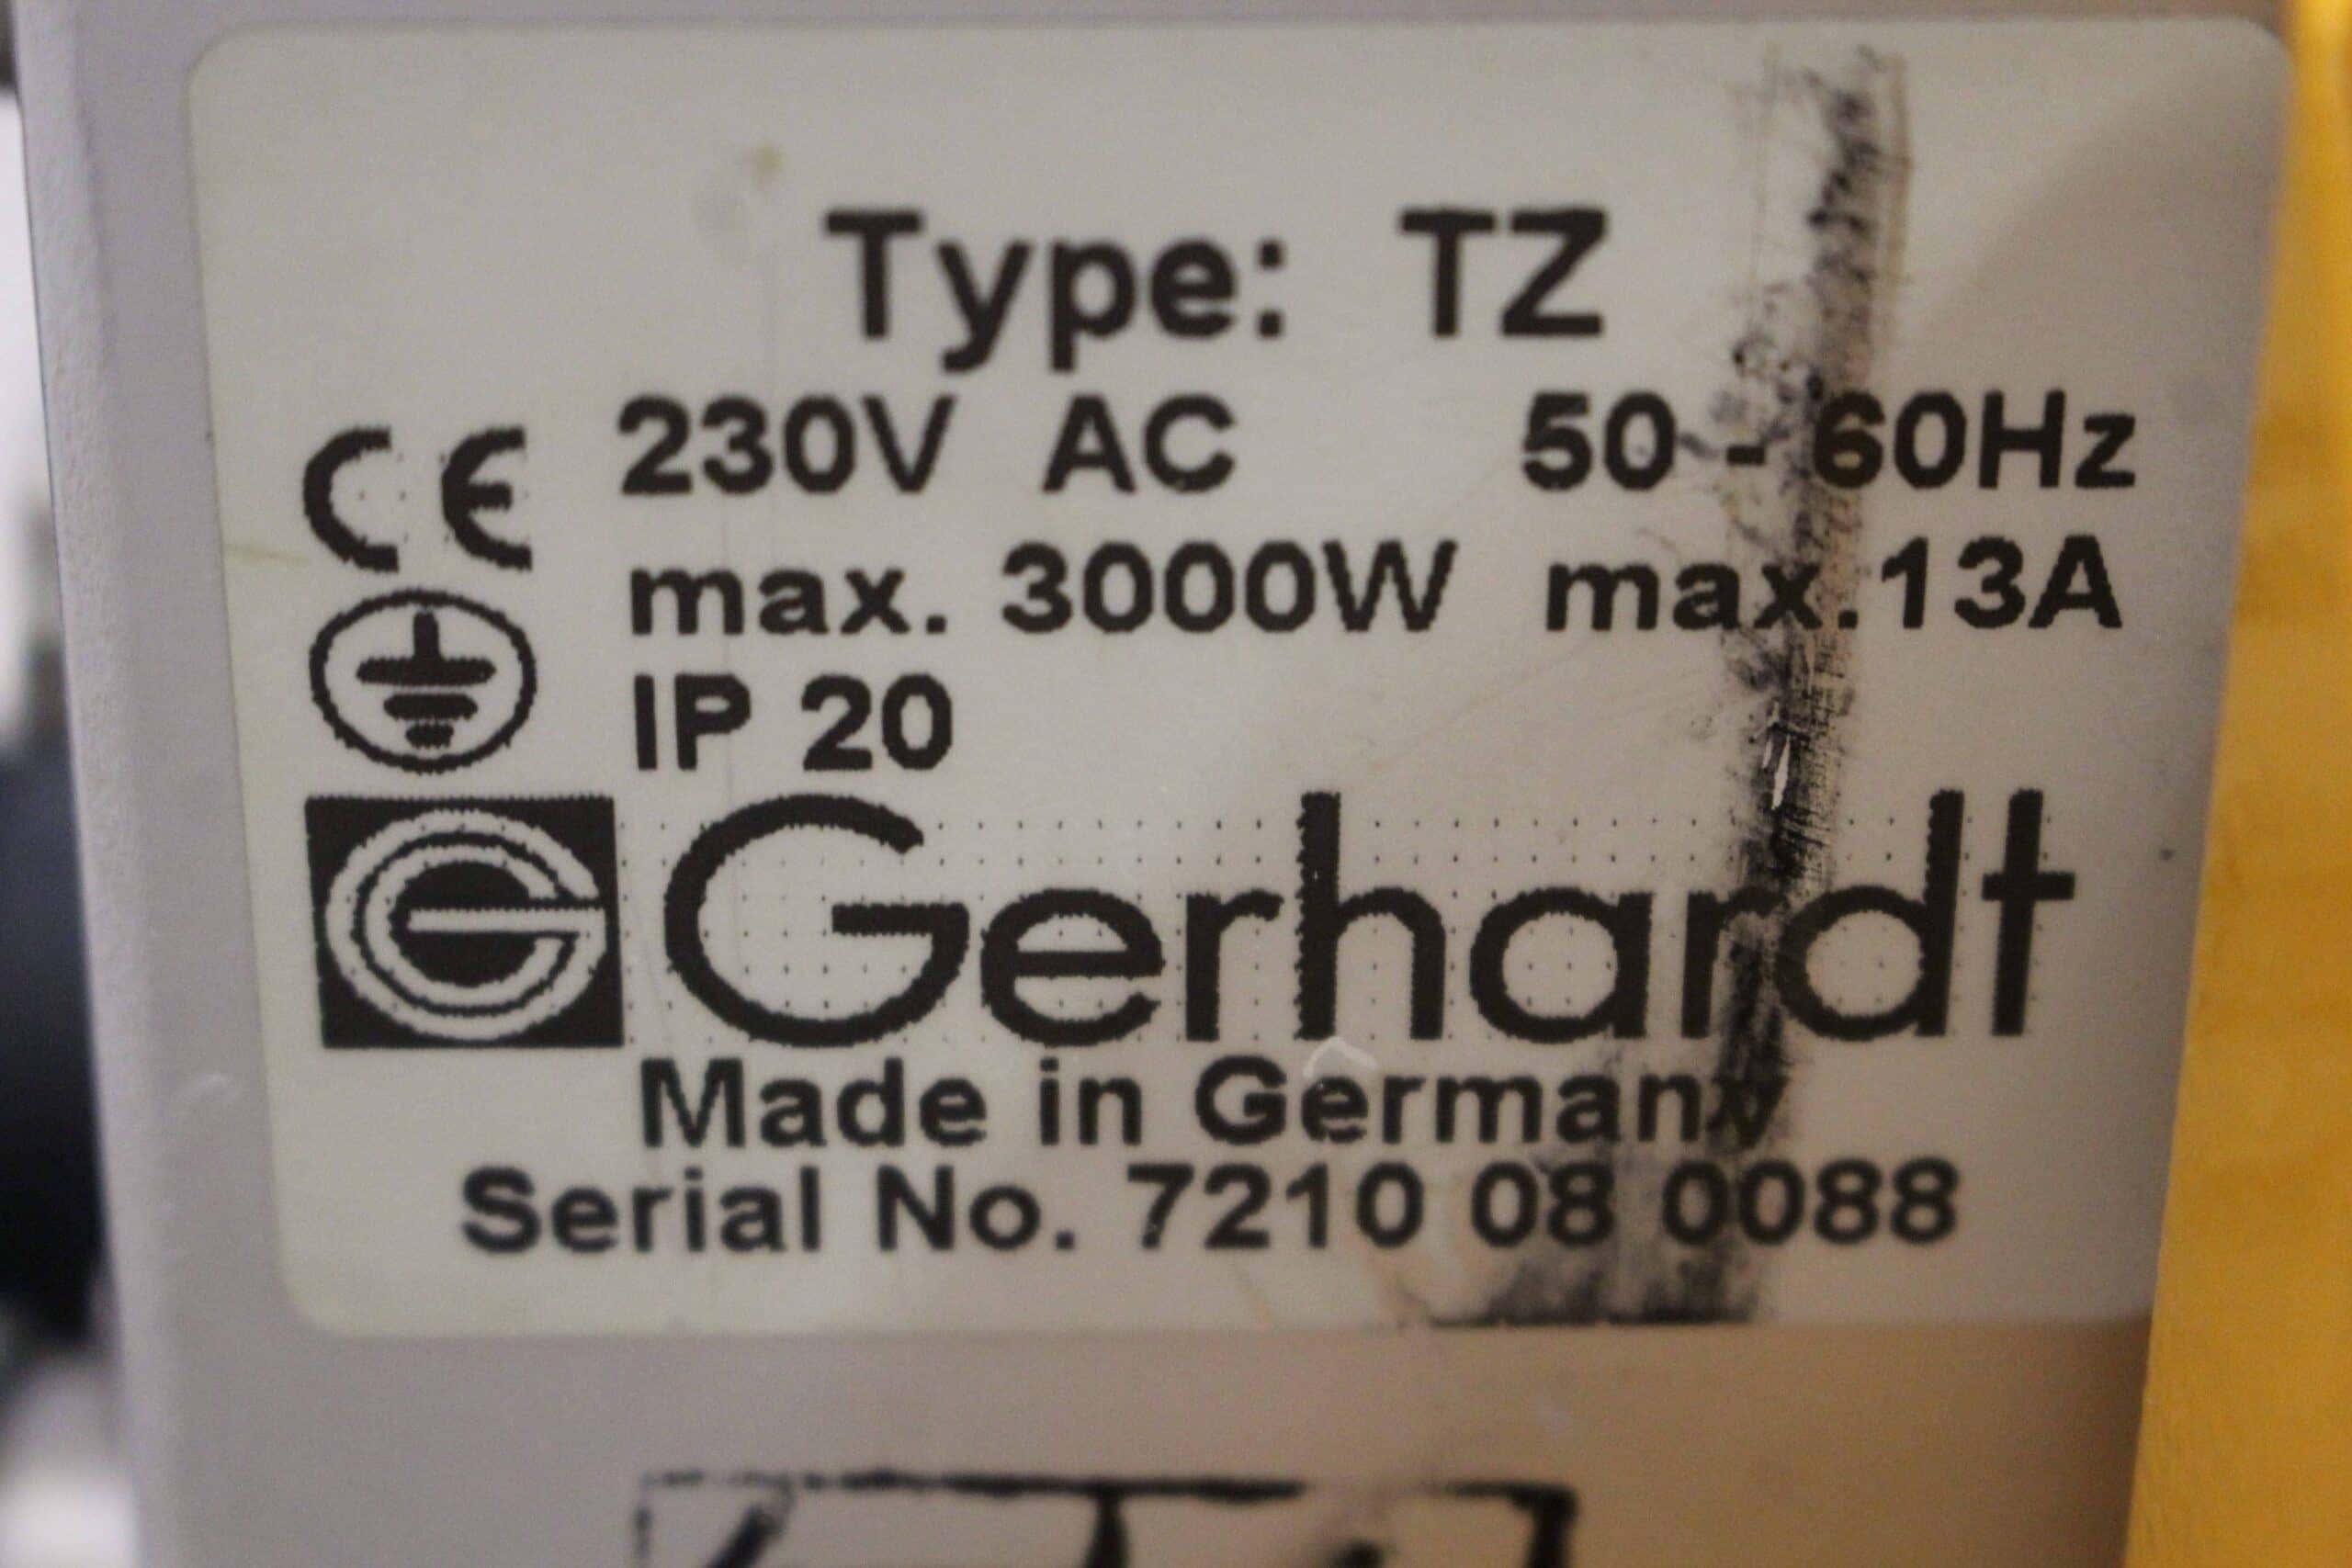 Type: TZ
CE 230V AC 50 - 60Hz
max. 3000W max.13A
IP 20
Gerhardt
Made in Germany
Serial No. 7210 08 0088